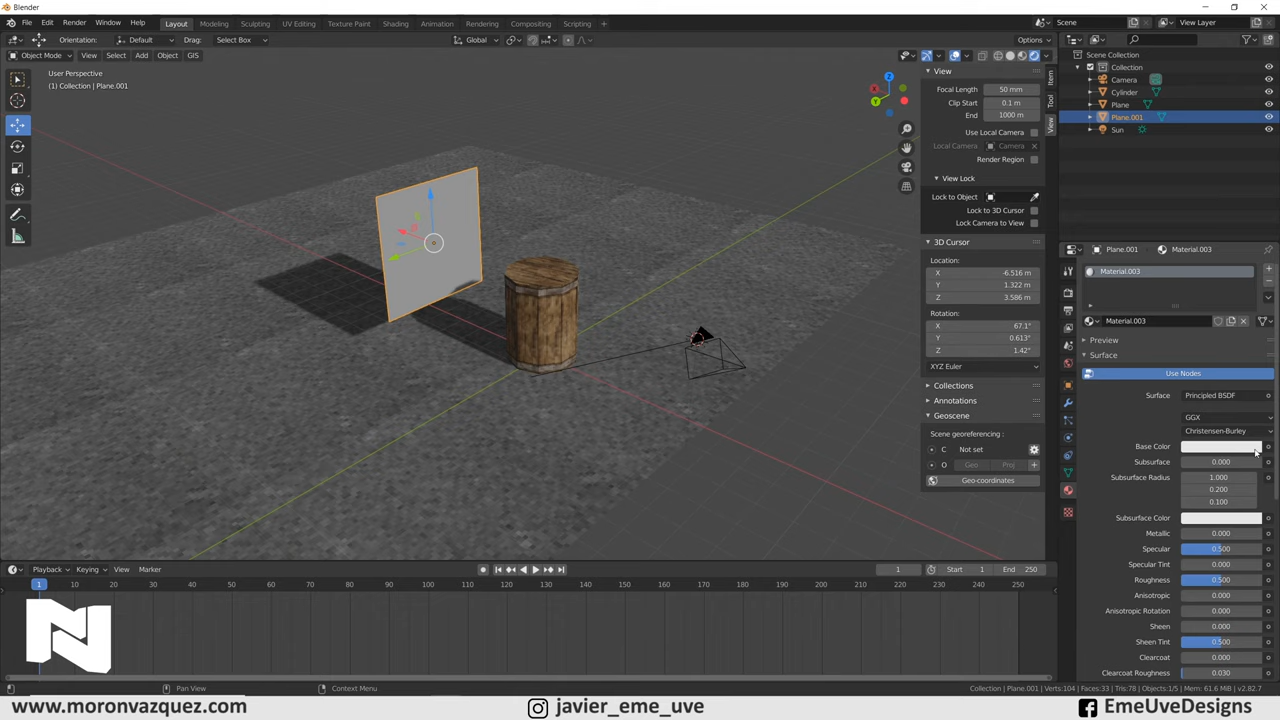 Blender
File Edit Render Window Help Layout Modeling Sculpting UV Editing Texture Paint Shading Animation Rendering Compositing Scripting + Scene View Layer
Orientation: Default Drag: Select Box Global Options
Object Mode View Select Add Object GIS
User Perspective
(1) Collection | Plane.001
View
Focal Length 50 mm
Clip Start 0.1 m
End 1000 m
Use Local Camera
Local Camera Camera
Render Region
View Lock
Lock to Object
Lock to 3D Cursor
Lock Camera to View
3D Cursor
Location:
X -6.516 m
Y 1.322 m
Z 3.586 m
Rotation:
X 67.1°
Y 0.613°
Z 1.42°
XYZ Euler
Collections
Annotations
Geoscene
Scene georeferencing :
C Not set
O Geo Proj
Geo-coordinates
Item
Tool
View
Z
Y
Scene Collection
Collection
Camera
Cylinder
Plane
Plane.001
Sun
Plane.001 Material.003
Material.003
Material.003
Preview
Surface
Use Nodes
Surface Principled BSDF
GGX
Christensen-Burley
Base Color
Subsurface 0.000
Subsurface Radius 1.000
0.200
0.100
Subsurface Color
Metallic 0.000
Specular 0.500
Specular Tint 0.000
Roughness 0.500
Anisotropic 0.000
Anisotropic Rotation 0.000
Sheen 0.000
Sheen Tint 0.500
Clearcoat 0.000
Clearcoat Roughness 0.030
Playback Keying View Marker 1 Start 1 End 250
1 10 20 30 40 50 60 70 80 90 100 110 120 130 140 150 160 170 180 190 200 210 220 230 240 250
N
Pan View Context Menu Collection | Plane.001 | Verts:104 | Faces:33 | Tris:78 | Objects:1/5 | Mem: 61.6 MiB | v2.82.7
www.moronvazquez.com javier_eme_uve EmeUveDesigns